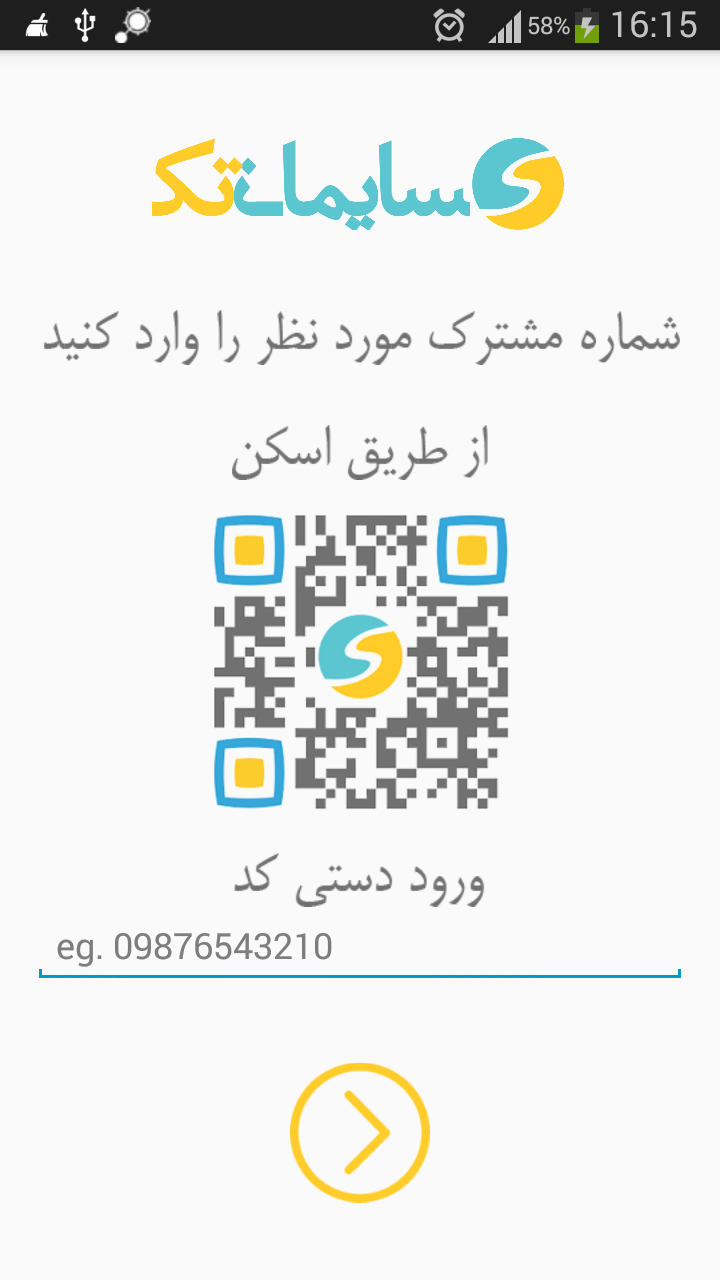 58% 16:15
سایمان تک
شماره مشترک مورد نظر را وارد کنید
از طریق اسکن
ورود دستی کد
eg. 09876543210